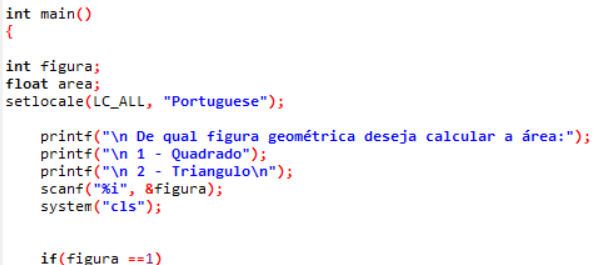 int main()
{
int figura;
float area;
setlocale(LC_ALL, "Portuguese");
printf("\n De qual figura geométrica deseja calcular a área:");
printf("\n 1 - Quadrado");
printf("\n 2 - Triangulo\n");
scanf("%i", &figura);
system("cls");
if(figura ==1)